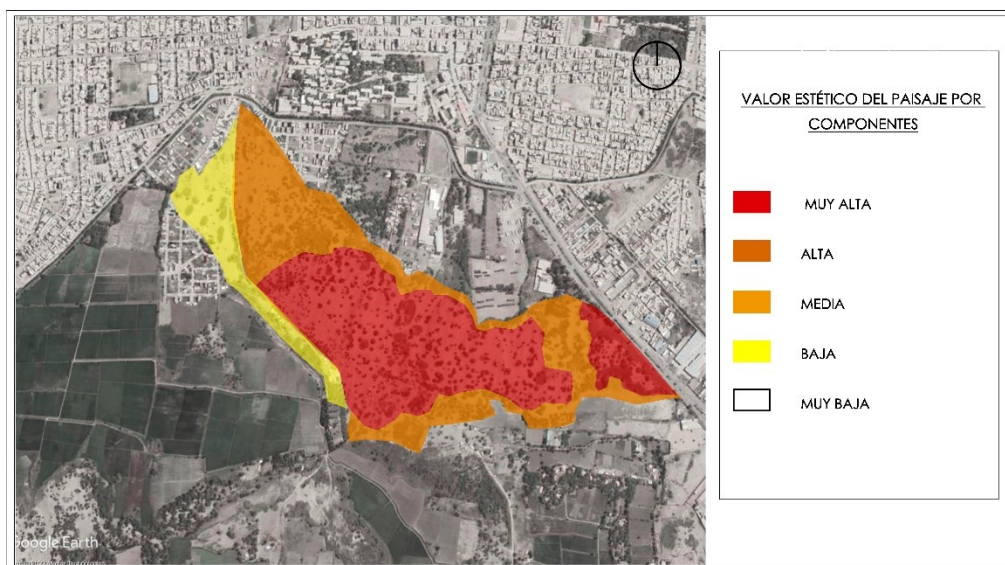 VALOR ESTÉTICO DEL PAISAJE POR
COMPONENTES
MUY ALTA
ALTA
MEDIA
BAJA
MUY BAJA
Google Earth